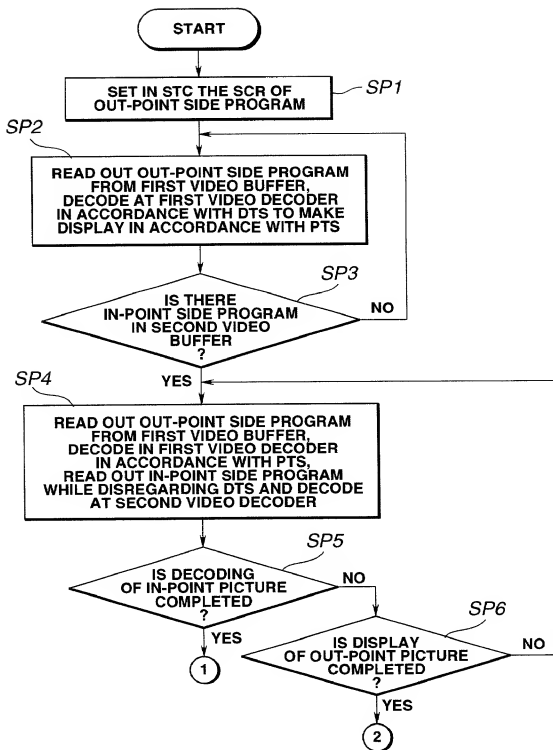 START
SET IN STC THE SCR OF
OUT-POINT SIDE PROGRAM
SP1
SP2
READ OUT OUT-POINT SIDE PROGRAM
FROM FIRST VIDEO BUFFER,
DECODE AT FIRST VIDEO DECODER
IN ACCORDANCE WITH DTS TO MAKE
DISPLAY IN ACCORDANCE WITH PTS
SP3
IS THERE
IN-POINT SIDE PROGRAM
IN SECOND VIDEO
BUFFER
?
NO
YES
SP4
READ OUT OUT-POINT SIDE PROGRAM
FROM FIRST VIDEO BUFFER,
DECODE IN FIRST VIDEO DECODER
IN ACCORDANCE WITH PTS,
READ OUT IN-POINT SIDE PROGRAM
WHILE DISREGARDING DTS AND DECODE
AT SECOND VIDEO DECODER
SP5
IS DECODING
OF IN-POINT PICTURE
COMPLETED
?
NO
YES
1
SP6
IS DISPLAY
OF OUT-POINT PICTURE
COMPLETED
?
NO
YES
2